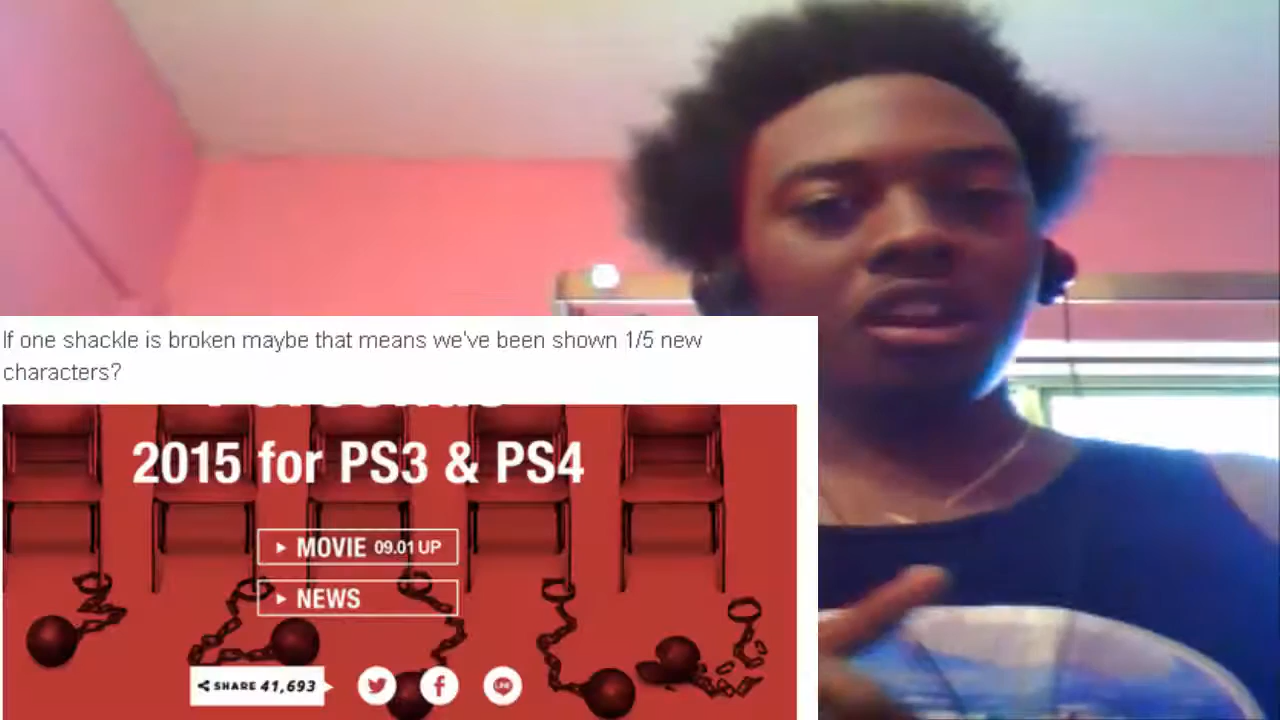 If one shackle is broken maybe that means we've been shown 1/5 new
characters?
2015 for PS3 & PS4
MOVIE 09.01 UP
NEWS
SHARE 41,693
LINE